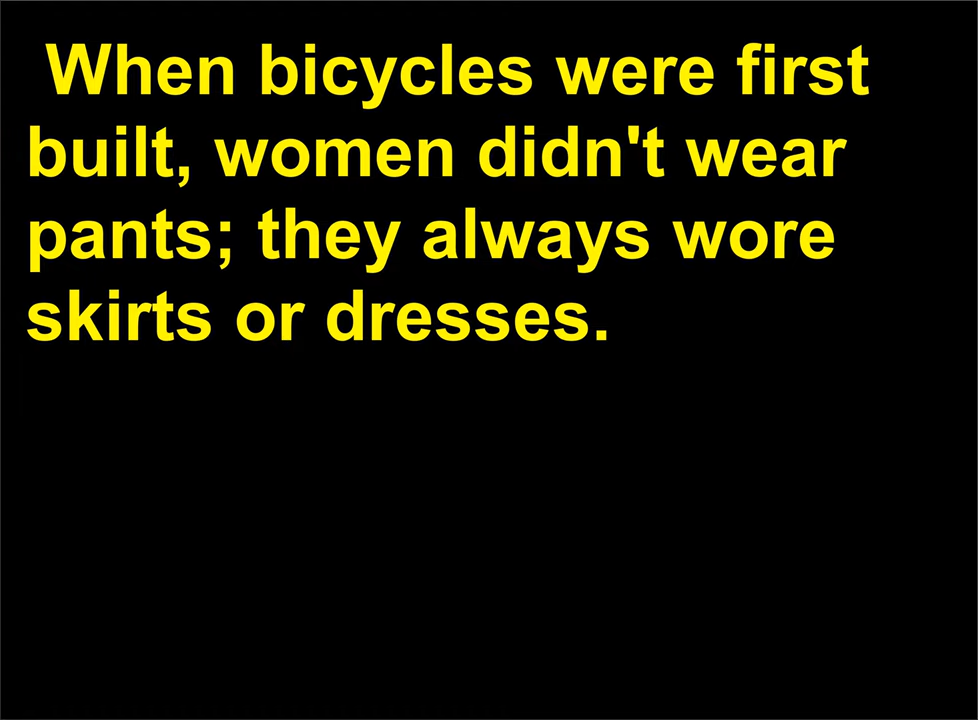 When bicycles were first
built, women didn't wear
pants; they always wore
skirts or dresses.